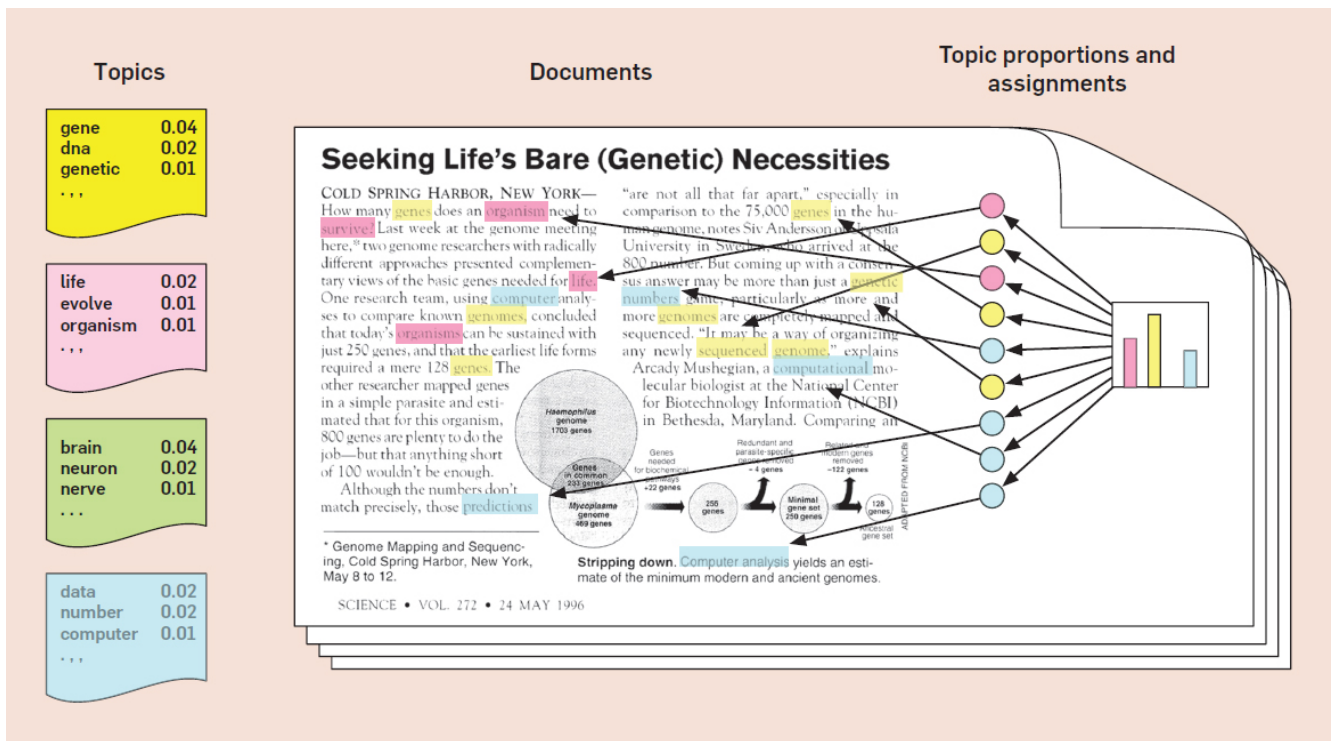 Topics
gene 0.04
dna 0.02
genetic 0.01
. , ,
life 0.02
evolve 0.01
organism 0.01
. , ,
brain 0.04
neuron 0.02
nerve 0.01
. . .
data 0.02
number 0.02
computer 0.01
. , ,
Documents
Seeking Life's Bare (Genetic) Necessities
COLD SPRING HARBOR, NEW YORK—
How many genes does an organism need to
survive? Last week at the genome meeting
here,* two genome researchers with radically
different approaches presented complemen-
tary views of the basic genes needed for life.
One research team, using computer analy-
ses to compare known genomes, concluded
that today's organisms can be sustained with
just 250 genes, and that the earliest life forms
required a mere 128 genes. The
other researcher mapped genes
in a simple parasite and esti-
mated that for this organism,
800 genes are plenty to do the
job—but that anything short
of 100 wouldn't be enough.
Although the numbers don't
match precisely, those predictions
* Genome Mapping and Sequenc-
ing, Cold Spring Harbor, New York,
May 8 to 12.
"are not all that far apart," especially in
comparison to the 75,000 genes in the hu-
man genome, notes Siv Andersson of Uppsala
University in Sweden, who arrived at the
800 number. But coming up with a consen-
sus answer may be more than just a genetic
numbers game, particularly as more and
more genomes are completely mapped and
sequenced. "It may be a way of organizing
any newly sequenced genome," explains
Arcady Mushegian, a computational mo-
lecular biologist at the National Center
for Biotechnology Information (NCBI)
in Bethesda, Maryland. Comparing an
Haemophilus
genome
1703 genes
Genes
in common
233 genes
Mycoplasma
genome
469 genes
Genes
needed
for biochemical
pathways
+22 genes
255
genes
Redundant and
parasite-specific
genes removed
– 4 genes
Minimal
gene set
250 genes
Related and
modern genes
removed
–122 genes
128
genes
Ancestral
gene set
ADAPTED FROM NCBI
Stripping down. Computer analysis yields an esti-
mate of the minimum modern and ancient genomes.
SCIENCE • VOL. 272 • 24 MAY 1996
Topic proportions and
assignments